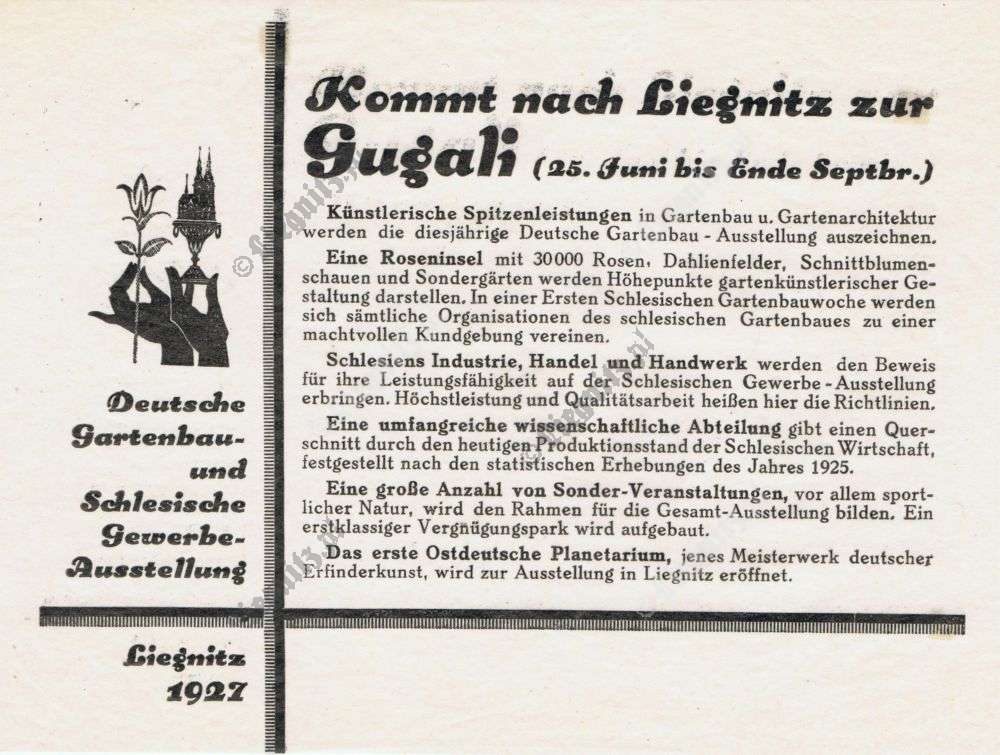 Kommt nach Liegnitz zur
Gugali (25. Juni bis Ende Septbr.)
Künstlerische Spitzenleistungen in Gartenbau u. Gartenarchitektur
werden die diesjährige Deutsche Gartenbau-Ausstellung auszeichnen.
Eine Roseninsel mit 30000 Rosen, Dahlienfelder, Schnittblumen-
schauen und Sondergärten werden Höhepunkte gartenkünstlerischer Ge-
staltung darstellen. In einer Ersten Schlesischen Gartenbauwoche werden
sich sämtliche Organisationen des schlesischen Gartenbaues zu einer
machtvollen Kundgebung vereinen.
Schlesiens Industrie, Handel und Handwerk werden den Beweis
für ihre Leistungsfähigkeit auf der Schlesischen Gewerbe-Ausstellung
erbringen. Höchstleistung und Qualitätsarbeit heißen hier die Richtlinien.
Eine umfangreiche wissenschaftliche Abteilung gibt einen Quer-
schnitt durch den heutigen Produktionsstand der Schlesischen Wirtschaft,
festgestellt nach den statistischen Erhebungen des Jahres 1925.
Eine große Anzahl von Sonder-Veranstaltungen, vor allem sport-
licher Natur, wird den Rahmen für die Gesamt-Ausstellung bilden. Ein
erstklassiger Vergnügungspark wird aufgebaut.
Das erste Ostdeutsche Planetarium, jenes Meisterwerk deutscher
Erfinderkunst, wird zur Ausstellung in Liegnitz eröffnet.
Deutsche
Gartenbau-
und
Schlesische
Gewerbe-
Ausstellung
Liegnitz
1927